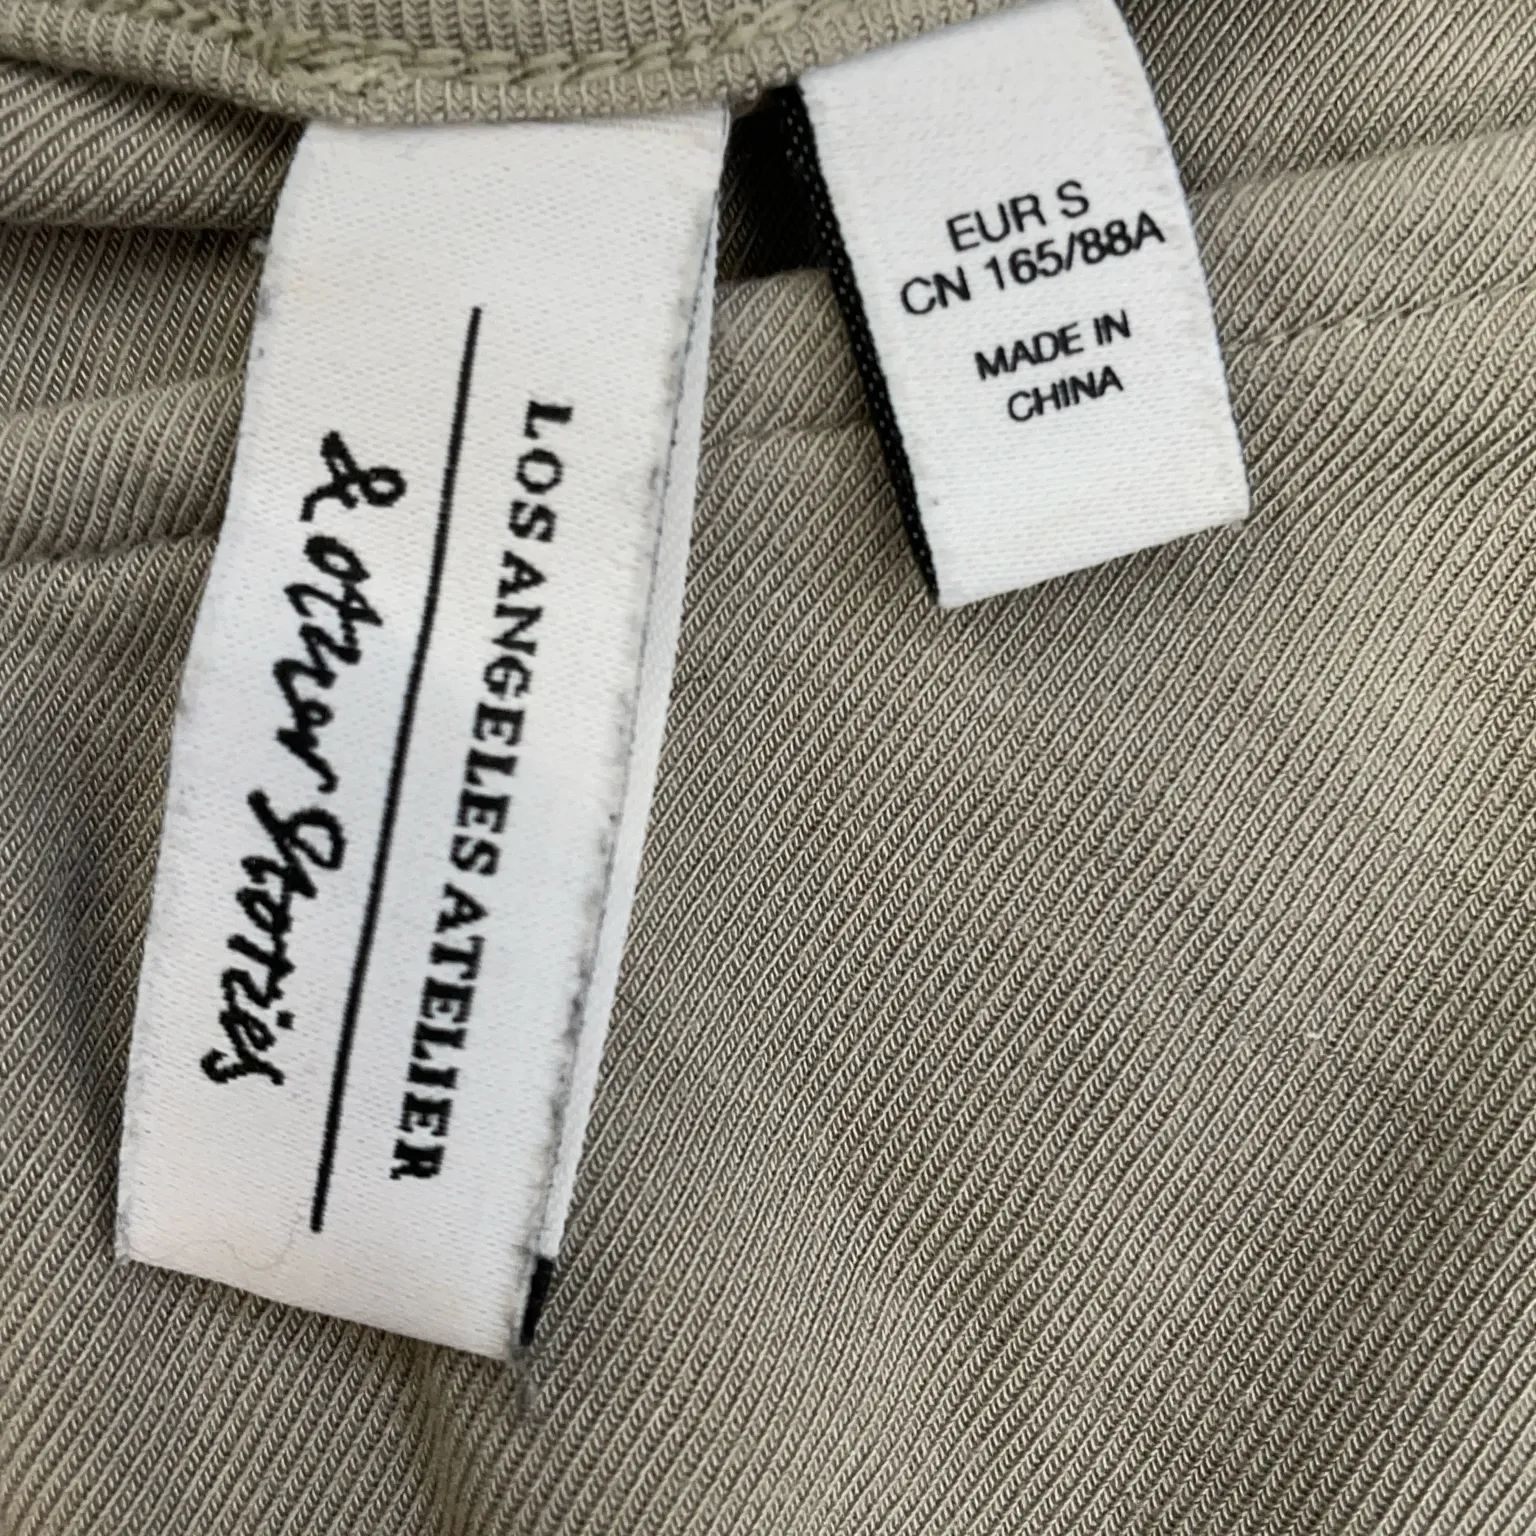 & other Stories
LOS ANGELES ATELIER
EUR S
CN 165/88A
MADE IN
CHINA